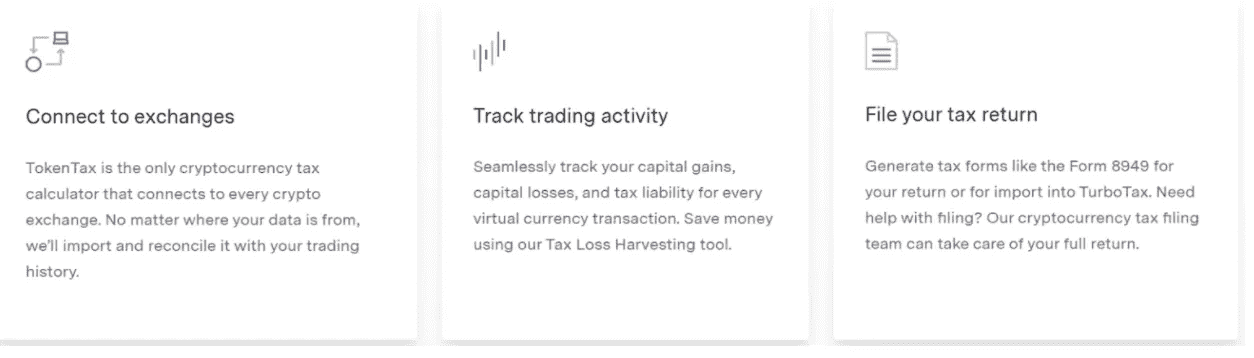 Connect to exchanges
TokenTax is the only cryptocurrency tax
calculator that connects to every crypto
exchange. No matter where your data is from,
we'll import and reconcile it with your trading
history.
Track trading activity
Seamlessly track your capital gains,
capital losses, and tax liability for every
virtual currency transaction. Save money
using our Tax Loss Harvesting tool.
File your tax return
Generate tax forms like the Form 8949 for
your return or for import into TurboTax. Need
help with filing? Our cryptocurrency tax filing
team can take care of your full return.